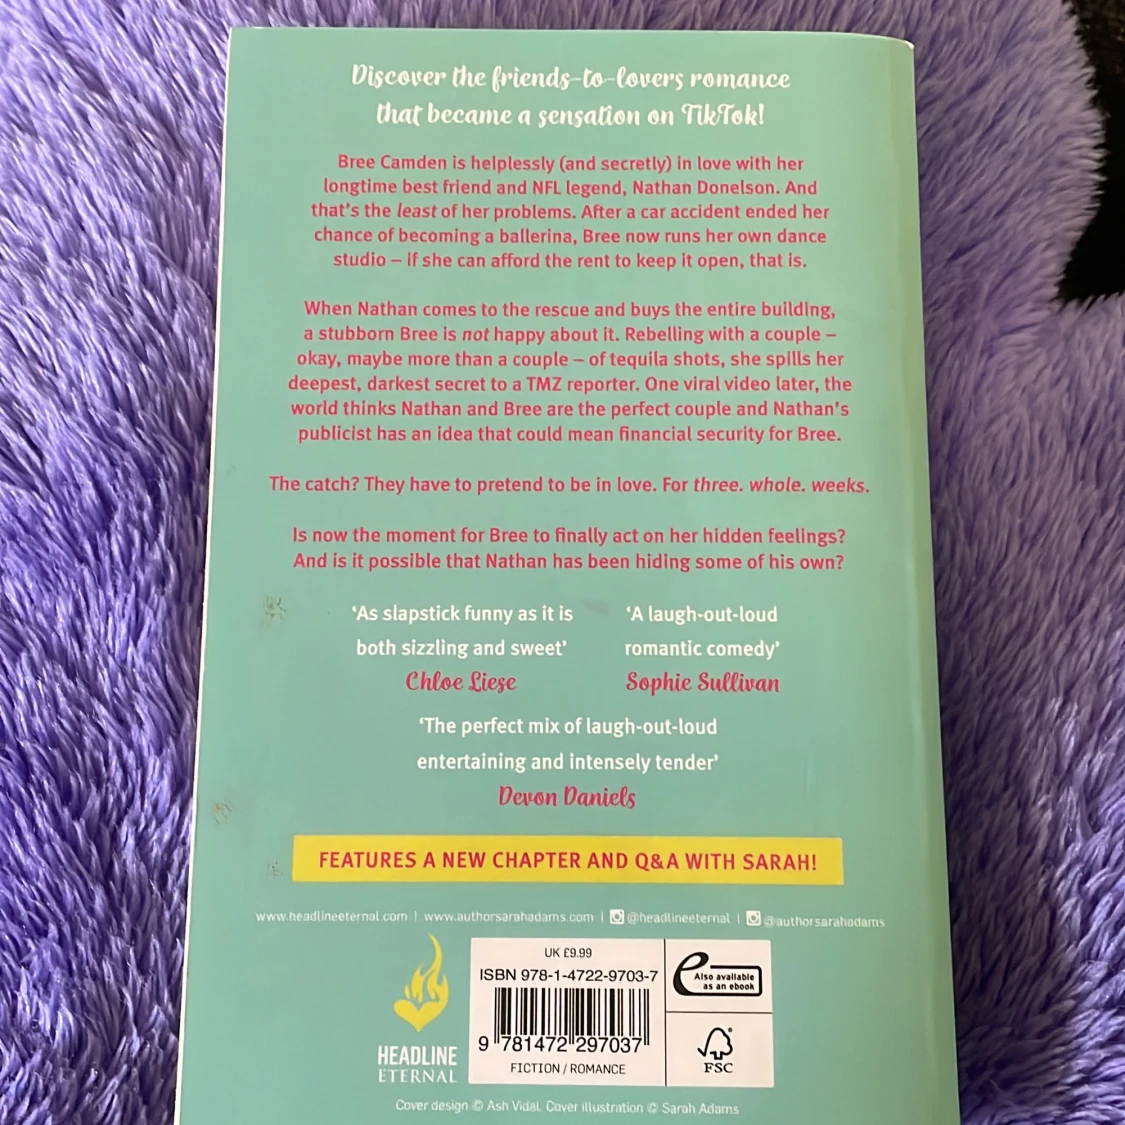 Discover the friends-to-lovers romance
that became a sensation on TikTok!
Bree Camden is helplessly (and secretly) in love with her
longtime best friend and NFL legend, Nathan Donelson. And
that's the least of her problems. After a car accident ended her
chance of becoming a ballerina, Bree now runs her own dance
studio – if she can afford the rent to keep it open, that is.
When Nathan comes to the rescue and buys the entire building,
a stubborn Bree is not happy about it. Rebelling with a couple –
okay, maybe more than a couple – of tequila shots, she spills her
deepest, darkest secret to a TMZ reporter. One viral video later, the
world thinks Nathan and Bree are the perfect couple and Nathan's
publicist has an idea that could mean financial security for Bree.
The catch? They have to pretend to be in love. For three. whole. weeks.
Is now the moment for Bree to finally act on her hidden feelings?
And is it possible that Nathan has been hiding some of his own?
'As slapstick funny as it is
both sizzling and sweet'
Chloe Liese
'A laugh-out-loud
romantic comedy'
Sophie Sullivan
'The perfect mix of laugh-out-loud
entertaining and intensely tender'
Devon Daniels
FEATURES A NEW CHAPTER AND Q&A WITH SARAH!
www.headlineeternal.com | www.authorsarahadams.com | @headlineeternal | @authorsarahadams
HEADLINE
ETERNAL
UK £9.99
ISBN 978-1-4722-9703-7
9 781472 297037
FICTION / ROMANCE
e
Also available
as an ebook
FSC
Cover design © Ash Vidal. Cover illustration © Sarah Adams